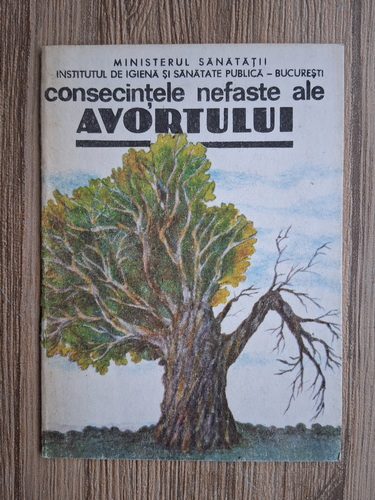 MINISTERUL SĂNĂTĂȚII
INSTITUTUL DE IGIENĂ ȘI SĂNĂTATE PUBLICĂ – BUCUREȘTI
consecințele nefaste ale
AVORTULUI